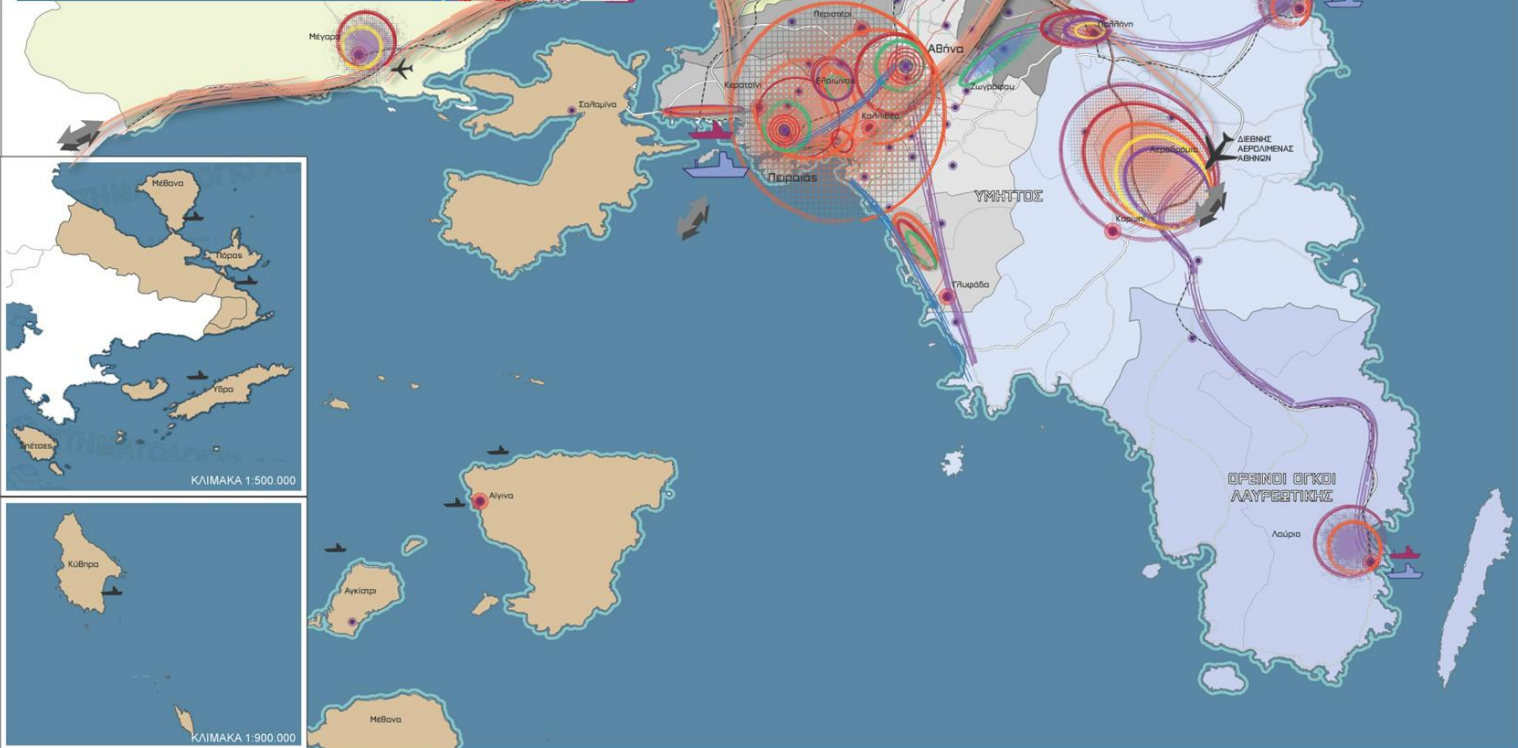 Περιστέρι
Παλλήνη
Μέγαρα
Αθήνα
Ελαιώνας
Κερατσίνι
Ζωγράφου
Σαλαμίνα
Καλλιθέα
ΔΙΕΘΝΗΣ
ΑΕΡΟΛΙΜΕΝΑΣ
ΑΘΗΝΩΝ
Αεροδρόμιο
Πειραιάς
ΥΜΗΤΤΟΣ
Κορωπί
Γλυφάδα
Μέθανα
Πόρος
Ύδρα
Σπέτσες
ΚΛΙΜΑΚΑ 1:500.000
ΟΡΕΙΝΟΙ ΟΓΚΟΙ
ΛΑΥΡΕΩΤΙΚΗΣ
Αίγινα
Λαύριο
Κύθηρα
Αγκίστρι
Μέθανα
ΚΛΙΜΑΚΑ 1:900.000